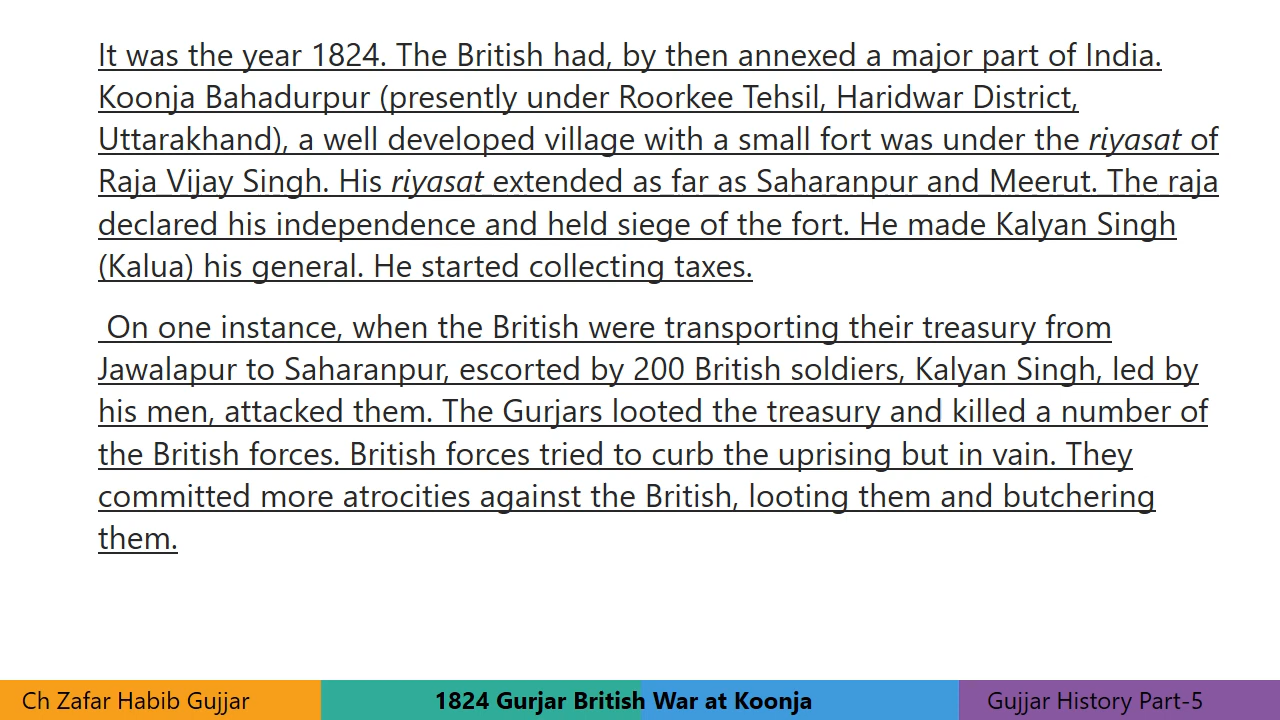 It was the year 1824. The British had, by then annexed a major part of India.
Koonja Bahadurpur (presently under Roorkee Tehsil, Haridwar District,
Uttarakhand), a well developed village with a small fort was under the riyasat of
Raja Vijay Singh. His riyasat extended as far as Saharanpur and Meerut. The raja
declared his independence and held siege of the fort. He made Kalyan Singh
(Kalua) his general. He started collecting taxes.
On one instance, when the British were transporting their treasury from
Jawalapur to Saharanpur, escorted by 200 British soldiers, Kalyan Singh, led by
his men, attacked them. The Gurjars looted the treasury and killed a number of
the British forces. British forces tried to curb the uprising but in vain. They
committed more atrocities against the British, looting them and butchering
them.
Ch Zafar Habib Gujjar
1824 Gurjar British War at Koonja
Gujjar History Part-5